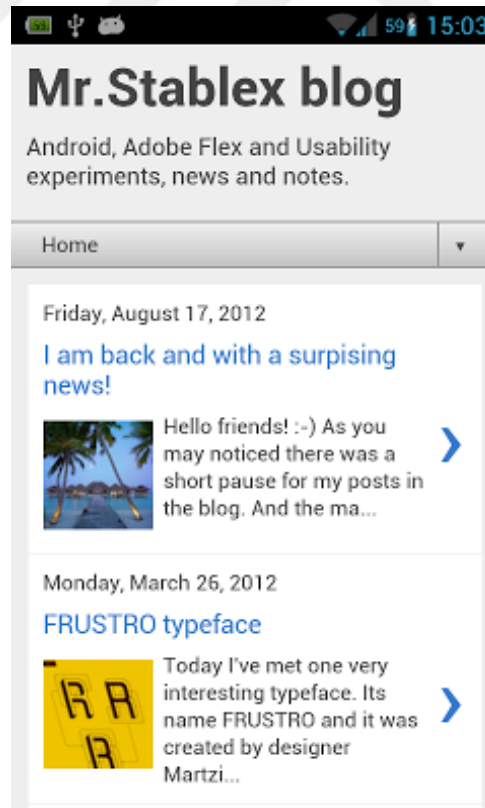 59 15:03
Mr.Stablex blog
Android, Adobe Flex and Usability
experiments, news and notes.
Home
Friday, August 17, 2012
I am back and with a surpising
news!
Hello friends! :-) As you
may noticed there was a
short pause for my posts in
the blog. And the ma...
Monday, March 26, 2012
FRUSTRO typeface
R R
R
Today I've met one very
interesting typeface. Its
name FRUSTRO and it was
created by designer
Martzi...